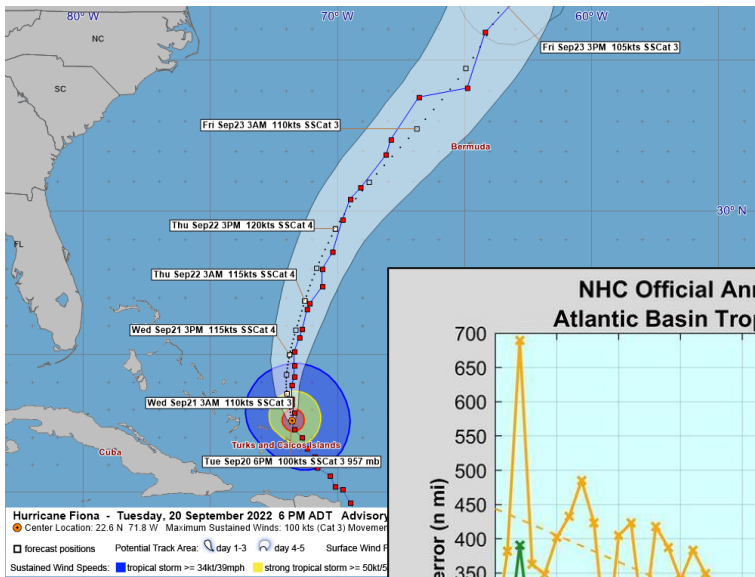 80° W
70° W
60° W
NC
SC
FL
Fri Sep23 3PM 105kts SSCat 3
Fri Sep23 3AM 110kts SSCat 3
Bermuda
30° N
Thu Sep22 3PM 120kts SSCat 4
Thu Sep22 3AM 115kts SSCat 4
Wed Sep21 3PM 115kts SSCat 4
Wed Sep21 3AM 110kts SSCat 3
Turks and Caicos Islands
Cuba
Tue Sep20 6PM 100kts SSCat 3 957 mb
Hurricane Fiona - Tuesday, 20 September 2022 6 PM ADT Advisory
Center Location: 22.6 N 71.8 W Maximum Sustained Winds: 100 kts (Cat 3) Movemen
forecast positions Potential Track Area: day 1-3 day 4-5 Surface Wind F
Sustained Wind Speeds: tropical storm >= 34kt/39mph strong tropical storm >= 50kt/5
NHC Official Ann
Atlantic Basin Trop
700
650
600
550
500
450
400
350
error (n mi)